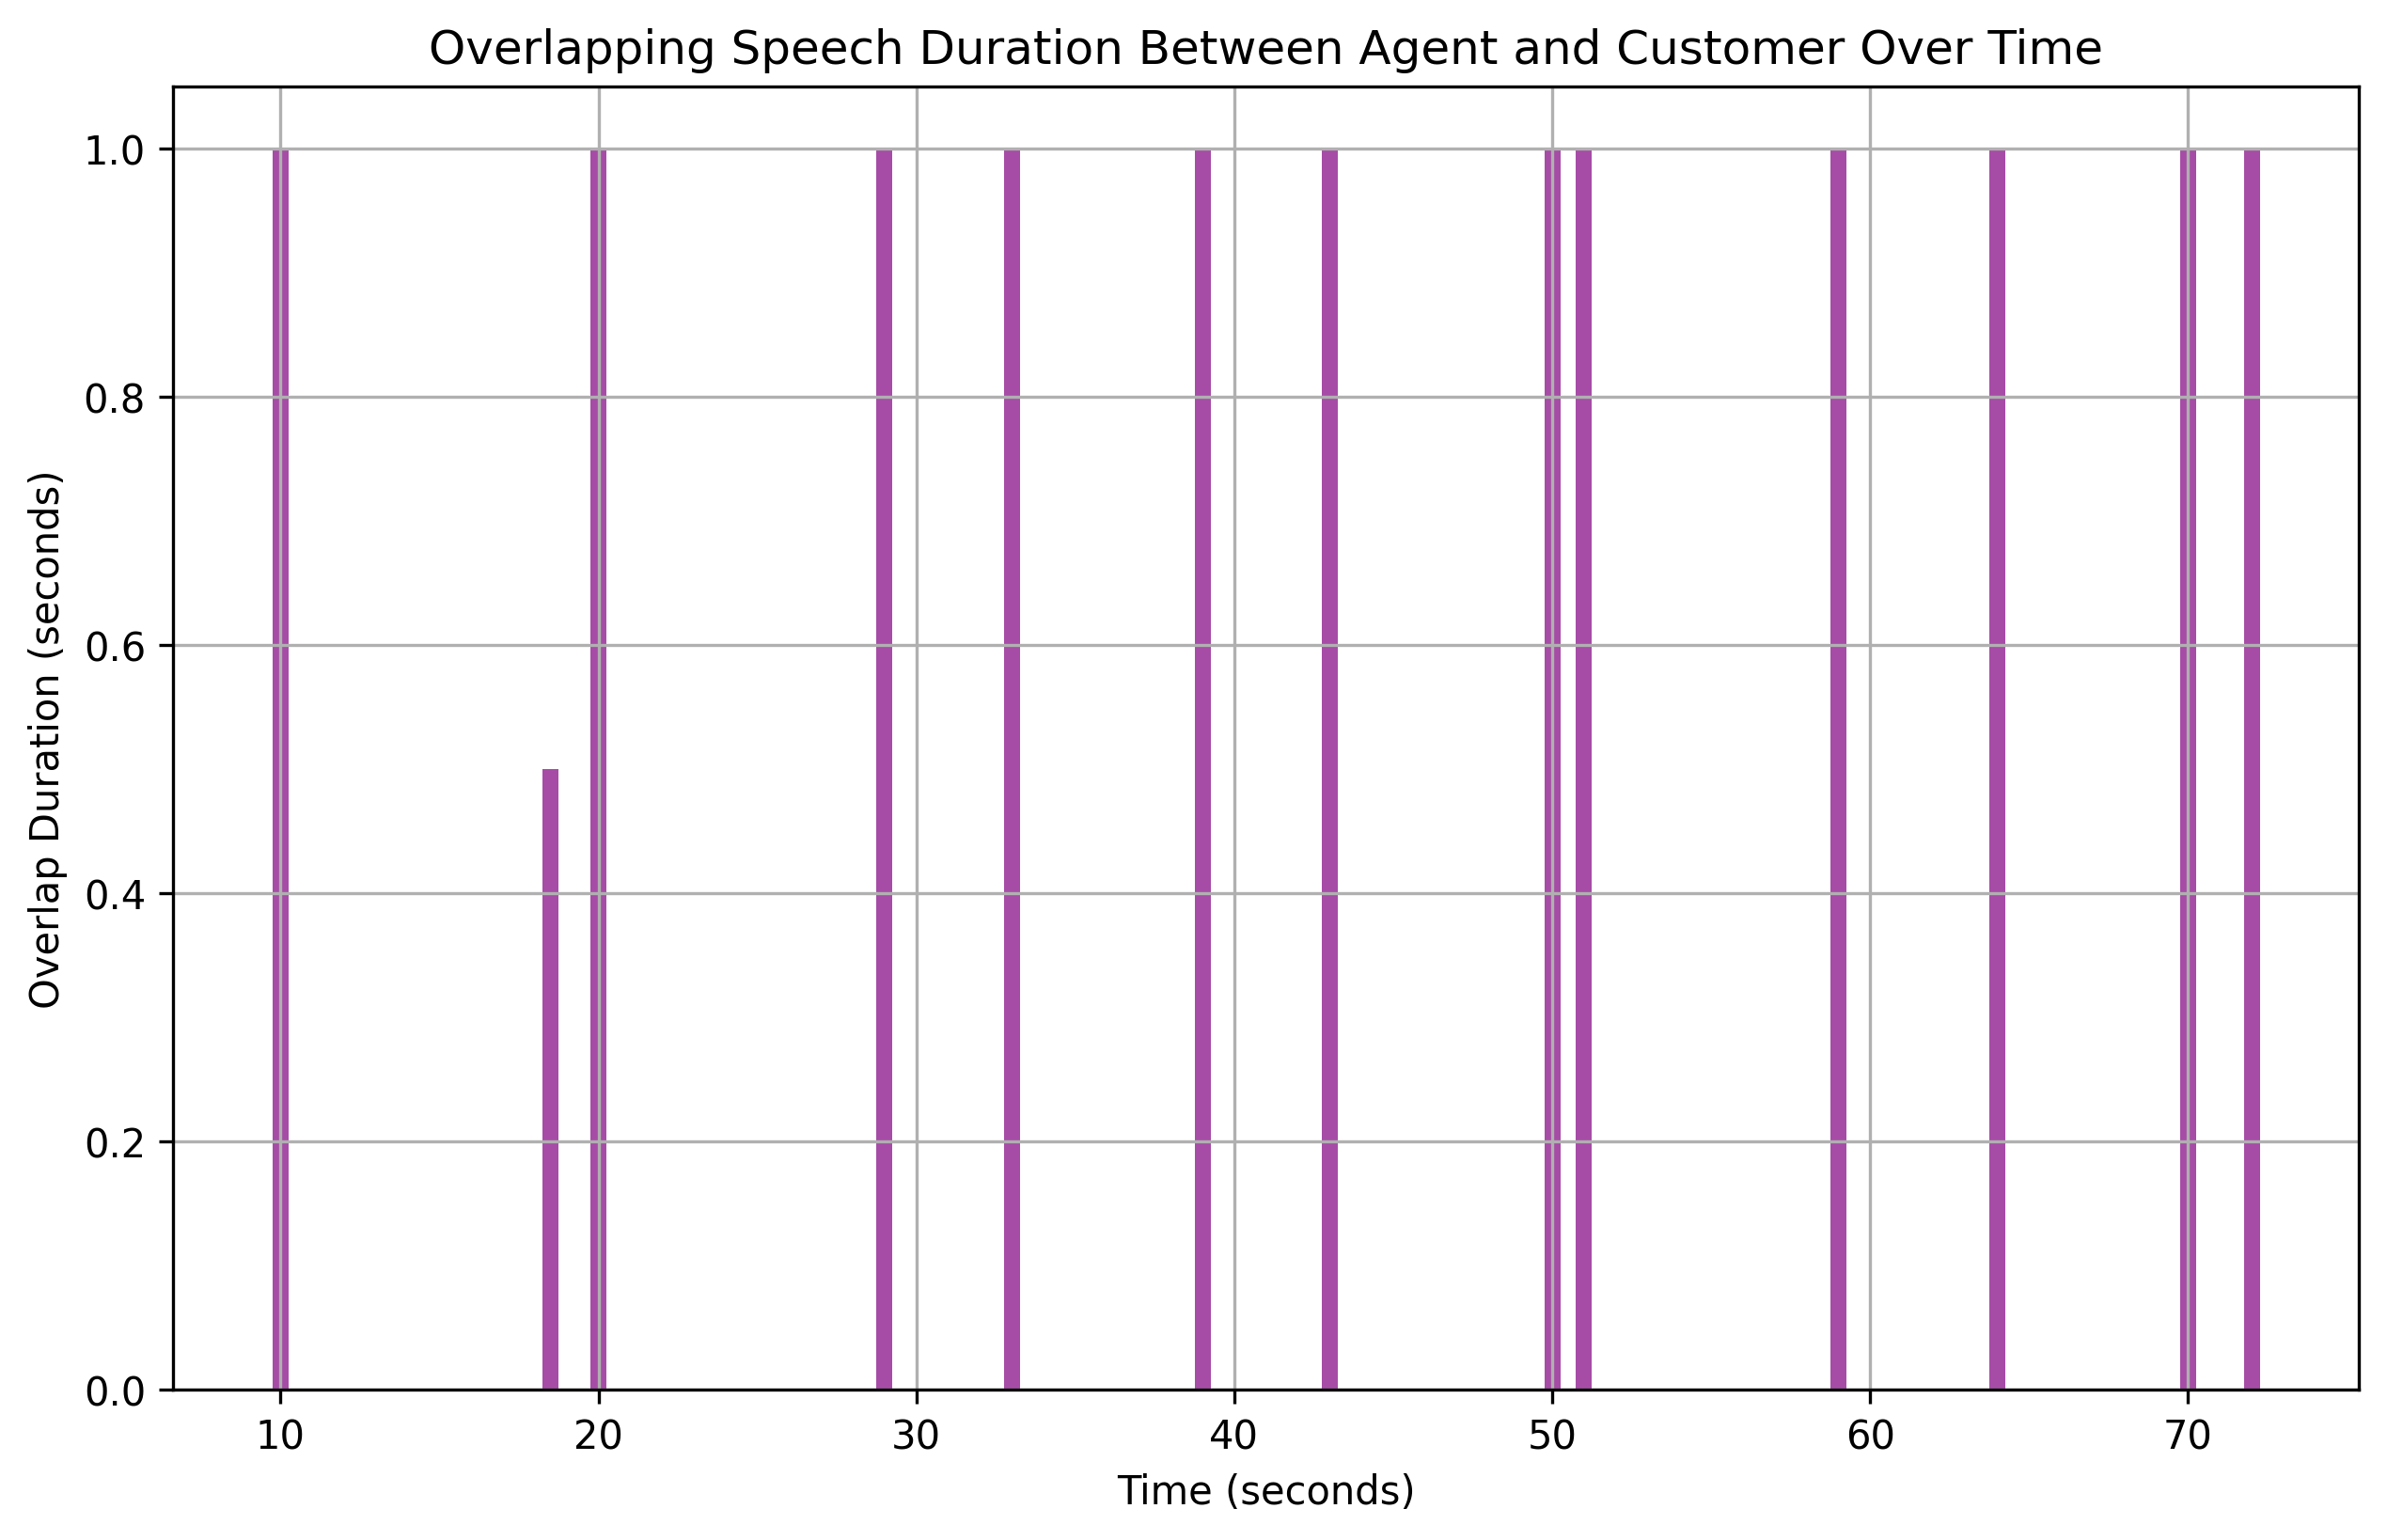 Overlapping Speech Duration Between Agent and Customer Over Time
Overlap Duration (seconds)
1.0
0.8
0.6
0.4
0.2
0.0
10 20 30 40 50 60 70
Time (seconds)